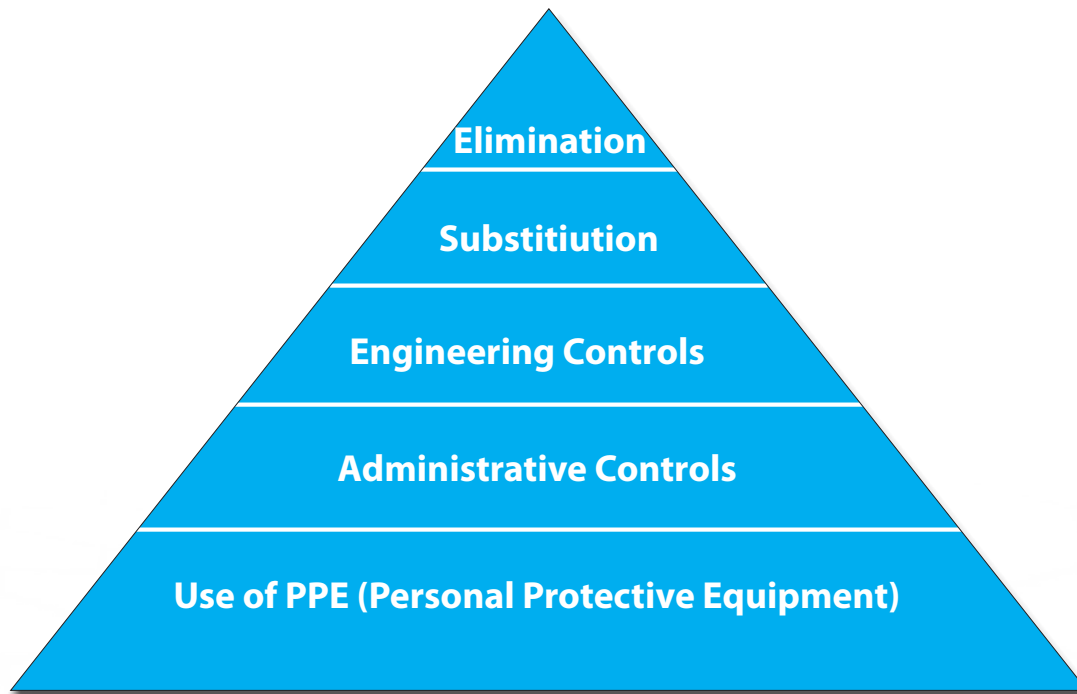 Elimination
Substitiution
Engineering Controls
Administrative Controls
Use of PPE (Personal Protective Equipment)